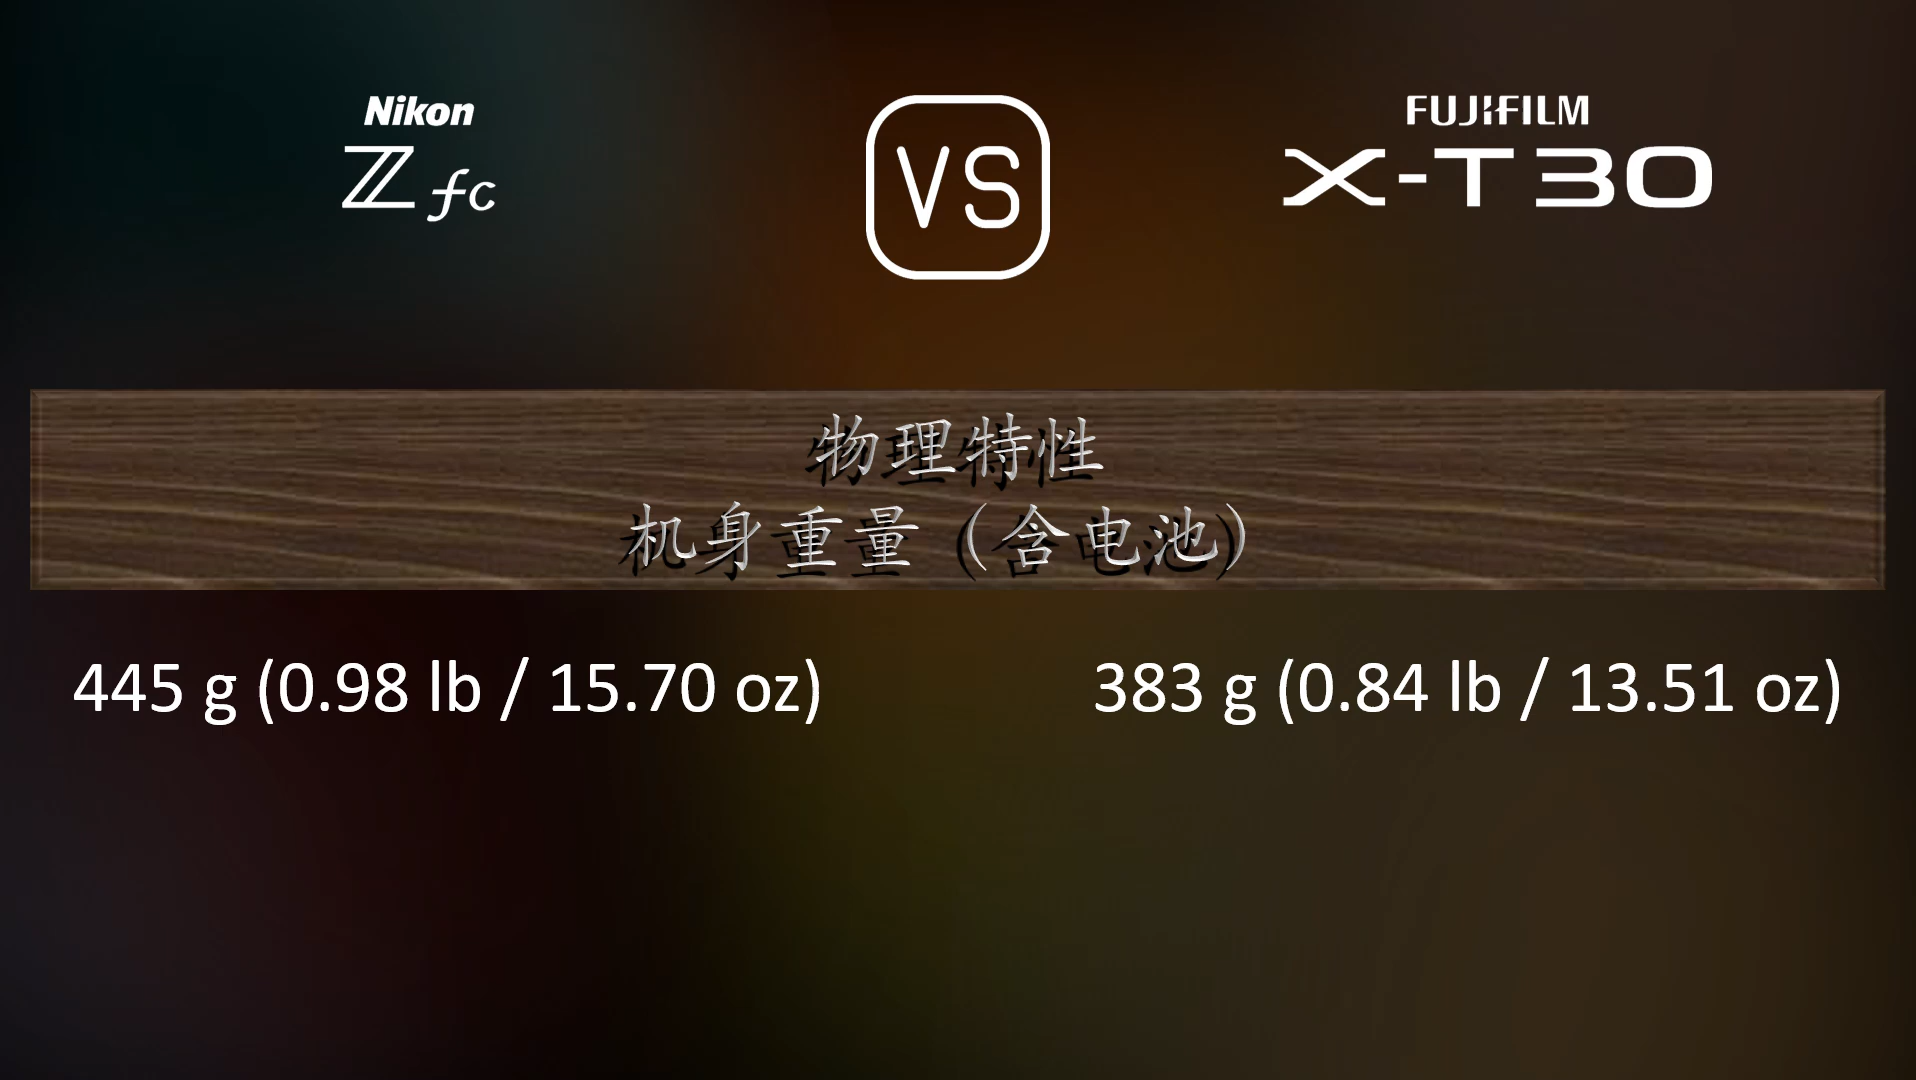 Nikon
Z fc
VS
FUJIFILM
X-T30
物理特性
机身重量（含电池）
445 g (0.98 lb / 15.70 oz)
383 g (0.84 lb / 13.51 oz)